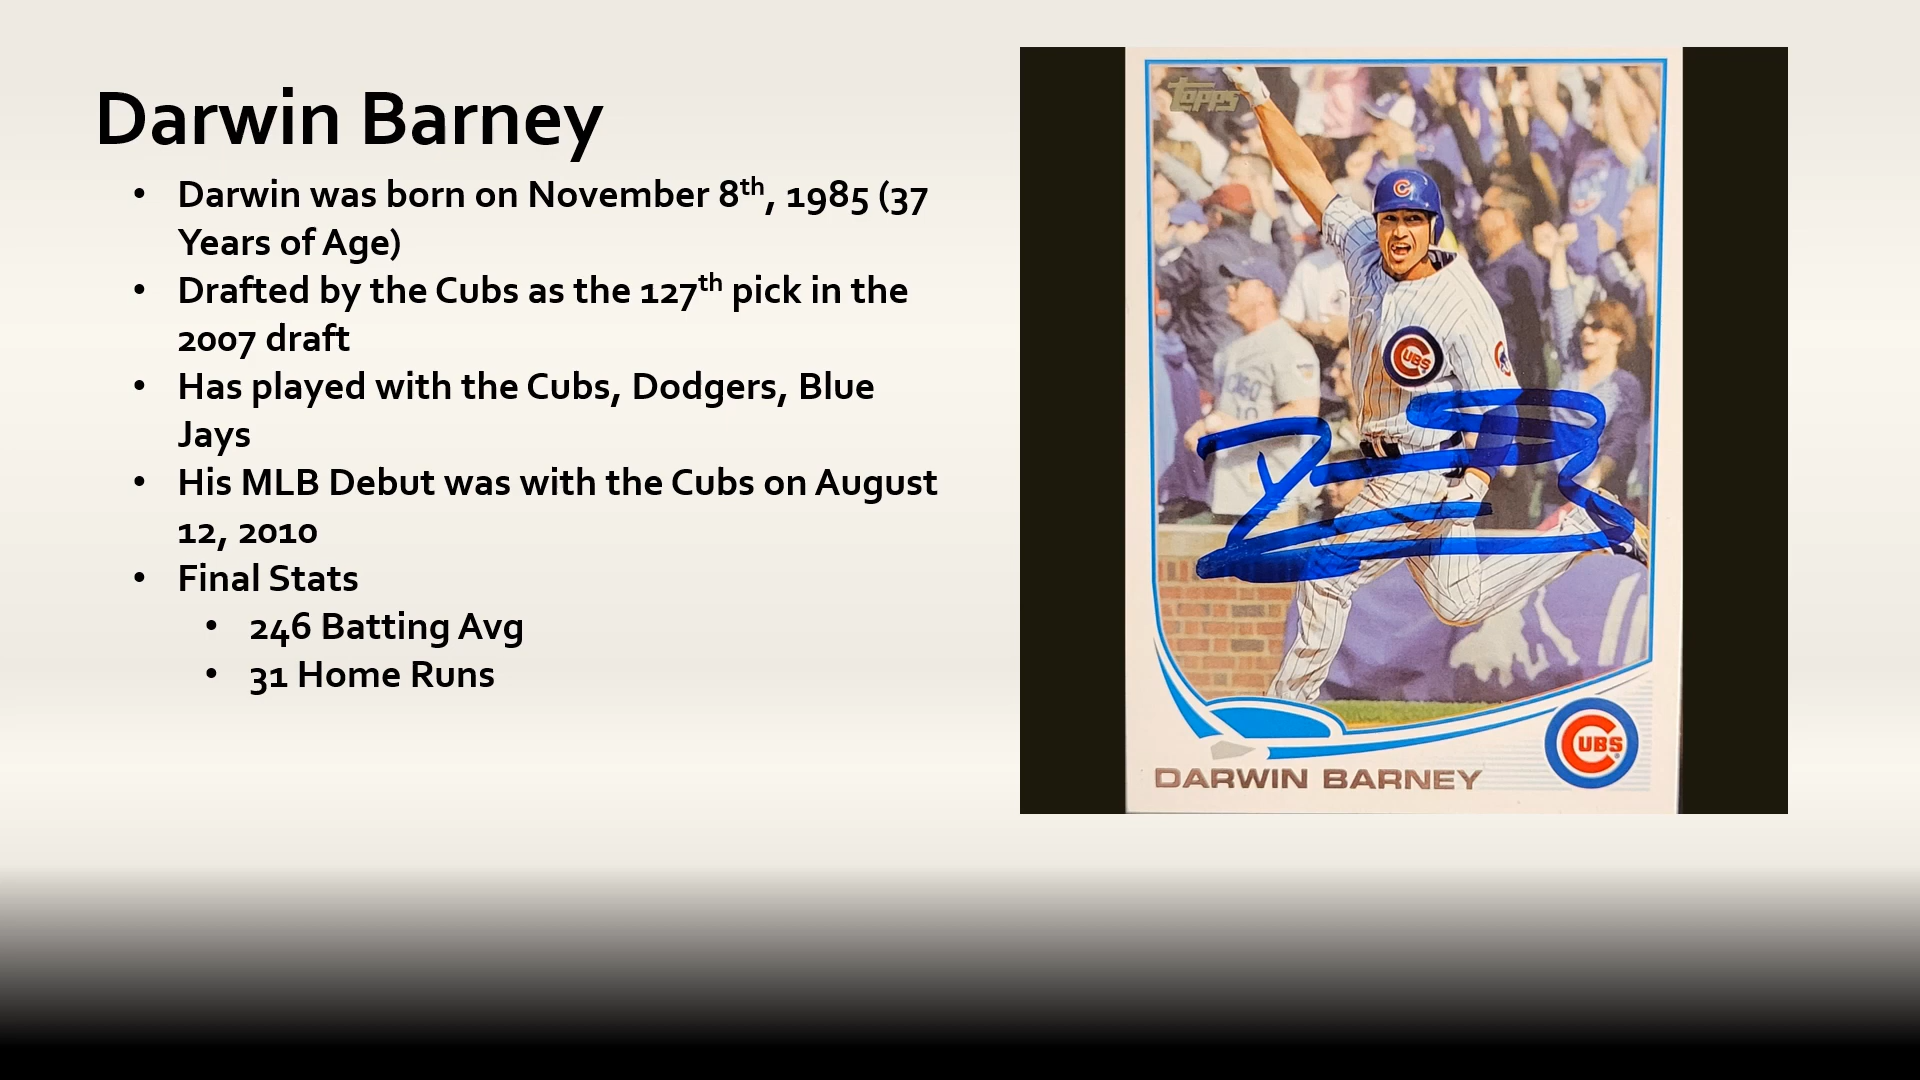 Darwin Barney
• Darwin was born on November 8th, 1985 (37
Years of Age)
• Drafted by the Cubs as the 127th pick in the
2007 draft
• Has played with the Cubs, Dodgers, Blue
Jays
• His MLB Debut was with the Cubs on August
12, 2010
• Final Stats
• 246 Batting Avg
• 31 Home Runs
topps
C
CUBS
DARWIN BARNEY
CUBS